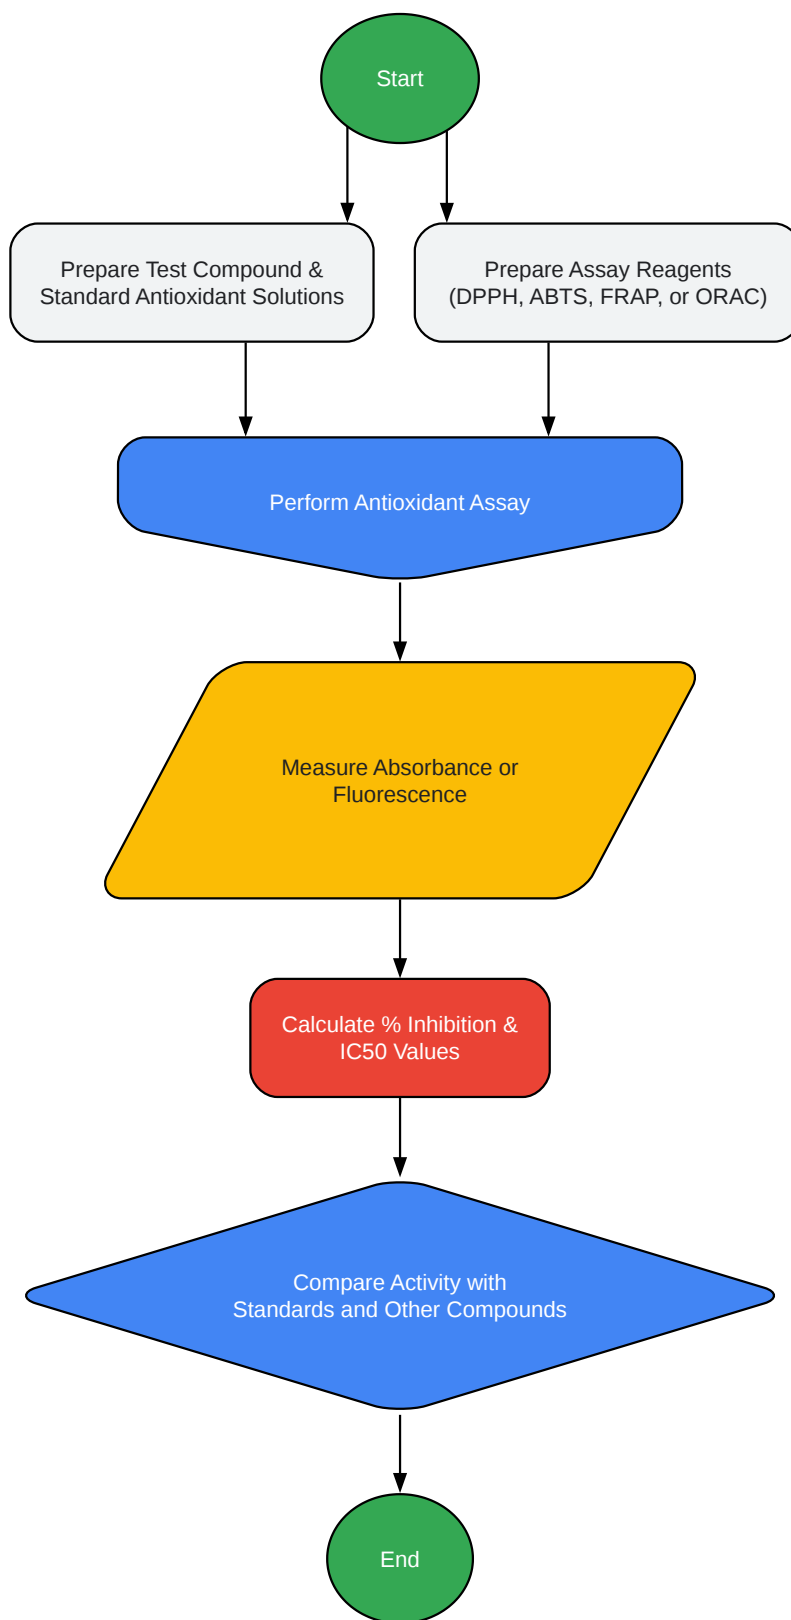 Start
Prepare Test Compound &
Standard Antioxidant Solutions
Prepare Assay Reagents
(DPPH, ABTS, FRAP, or ORAC)
Perform Antioxidant Assay
Measure Absorbance or
Fluorescence
Calculate % Inhibition &
IC50 Values
Compare Activity with
Standards and Other Compounds
End